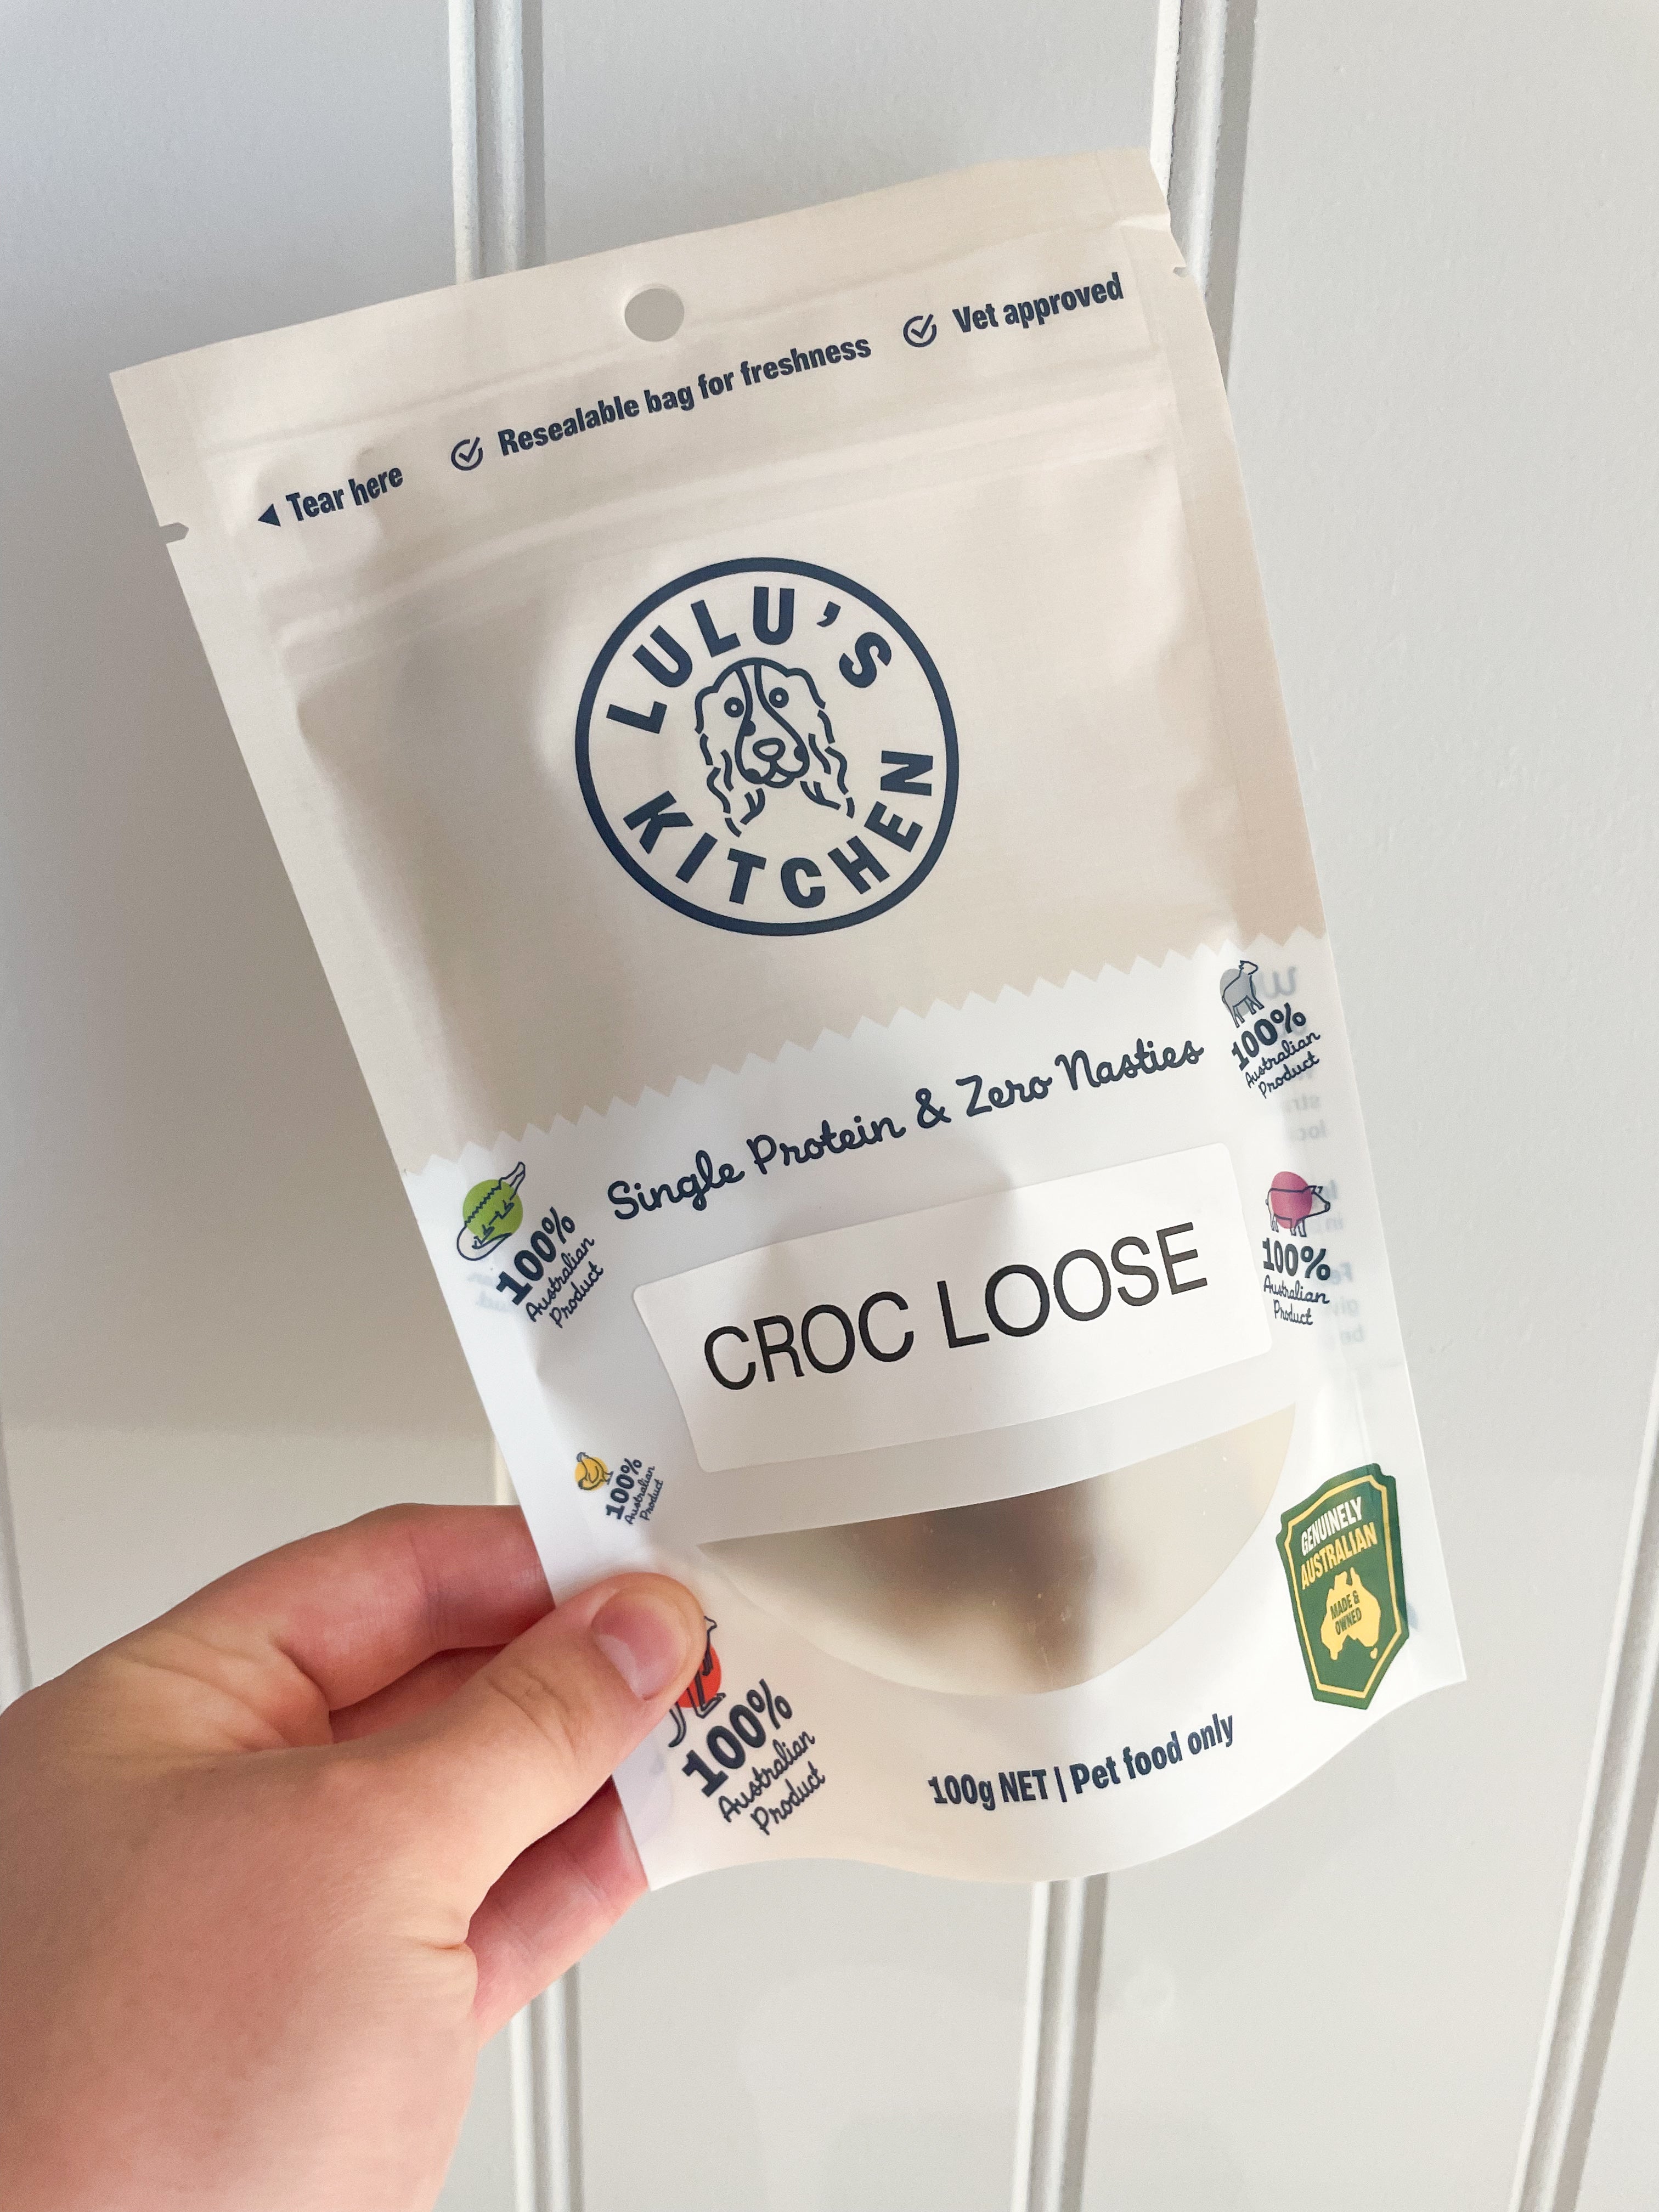 Tear here
Resealable bag for freshness
Vet approved
LULU'S
KITCHEN
Single Protein & Zero Nasties
100%
Australian
Product
100%
Australian
Product
CROC LOOSE
100%
Australian
Product
100%
Australian
Product
GENUINELY
AUSTRALIAN
MADE &
OWNED
100%
Australian
Product
100g NET | Pet food only